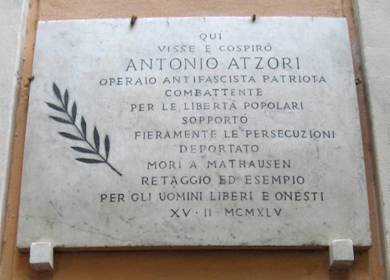 QUI
VISSE E COSPIRÒ
ANTONIO ATZORI
OPERAIO ANTIFASCISTA PATRIOTA
COMBATTENTE
PER LE LIBERTÀ POPOLARI
SOPPORTO
FIERAMENTE LE PERSECUZIONI
DEPORTATO
MORÌ A MATHAUSEN
RETAGGIO ED ESEMPIO
PER GLI UOMINI LIBERI E ONESTI
XV · II · MCMXLV